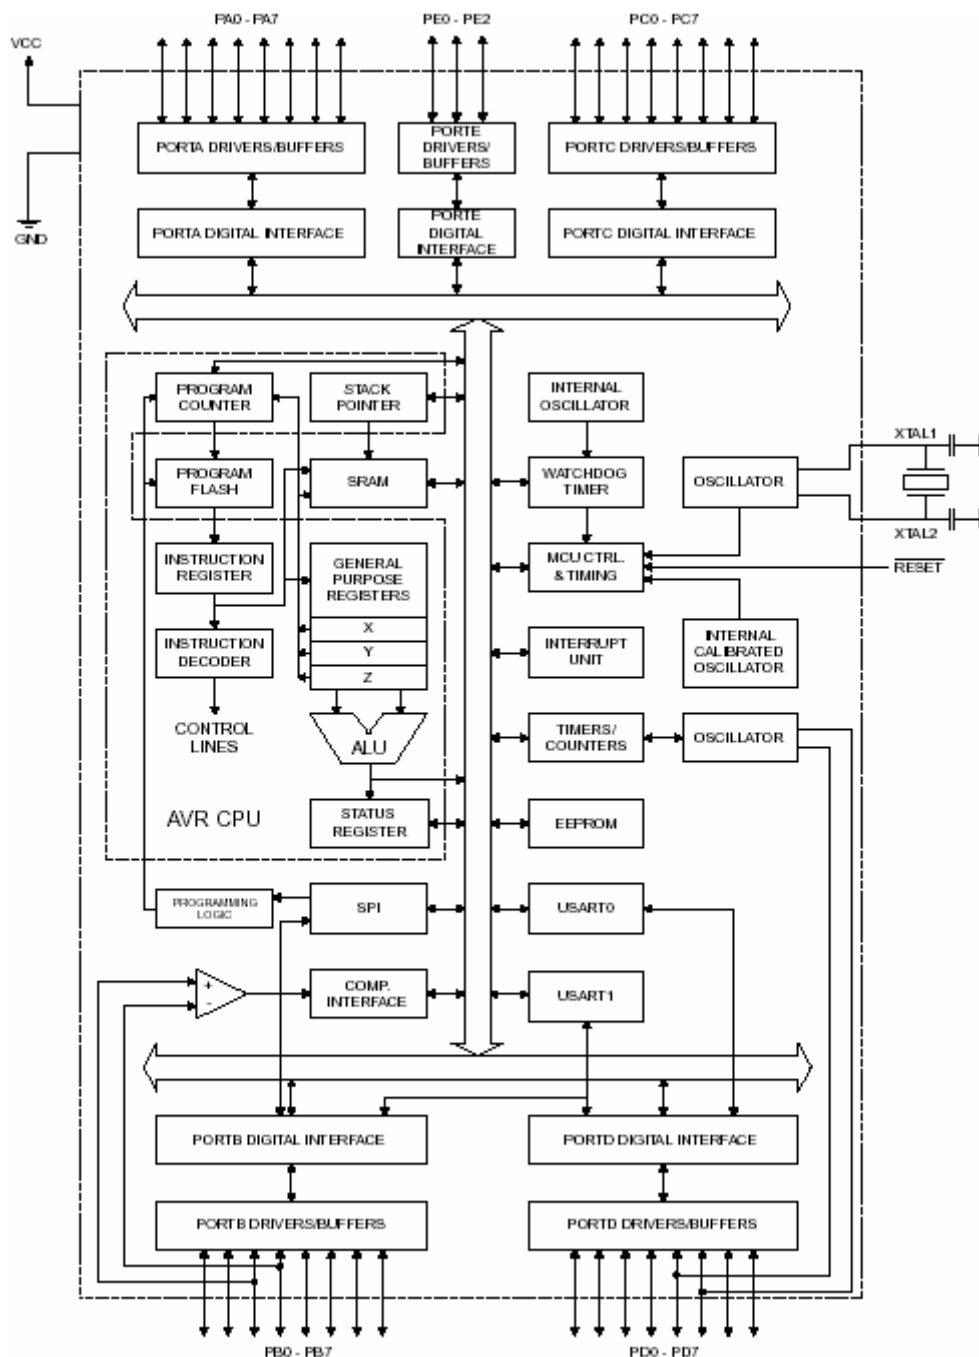 PA0 - PA7
PE0 - PE2
PC0 - PC7
VCC
GND
PORTA DRIVERS/BUFFERS
PORTE
DRIVERS/
BUFFERS
PORTC DRIVERS/BUFFERS
PORTA DIGITAL INTERFACE
PORTE
DIGITAL
INTERFACE
PORTC DIGITAL INTERFACE
PROGRAM
COUNTER
STACK
POINTER
INTERNAL
OSCILLATOR
PROGRAM
FLASH
SRAM
WATCHDOG
TIMER
OSCILLATOR
XTAL1
XTAL2
INSTRUCTION
REGISTER
GENERAL
PURPOSE
REGISTERS
X
Y
Z
MCU CTRL.
& TIMING
RESET
INSTRUCTION
DECODER
INTERRUPT
UNIT
INTERNAL
CALIBRATED
OSCILLATOR
CONTROL
LINES
ALU
TIMERS/
COUNTERS
OSCILLATOR
AVR CPU
STATUS
REGISTER
EEPROM
PROGRAMMING
LOGIC
SPI
USART0
+
-
COMP.
INTERFACE
USART1
PORTB DIGITAL INTERFACE
PORTD DIGITAL INTERFACE
PORTB DRIVERS/BUFFERS
PORTD DRIVERS/BUFFERS
PB0 - PB7
PD0 - PD7